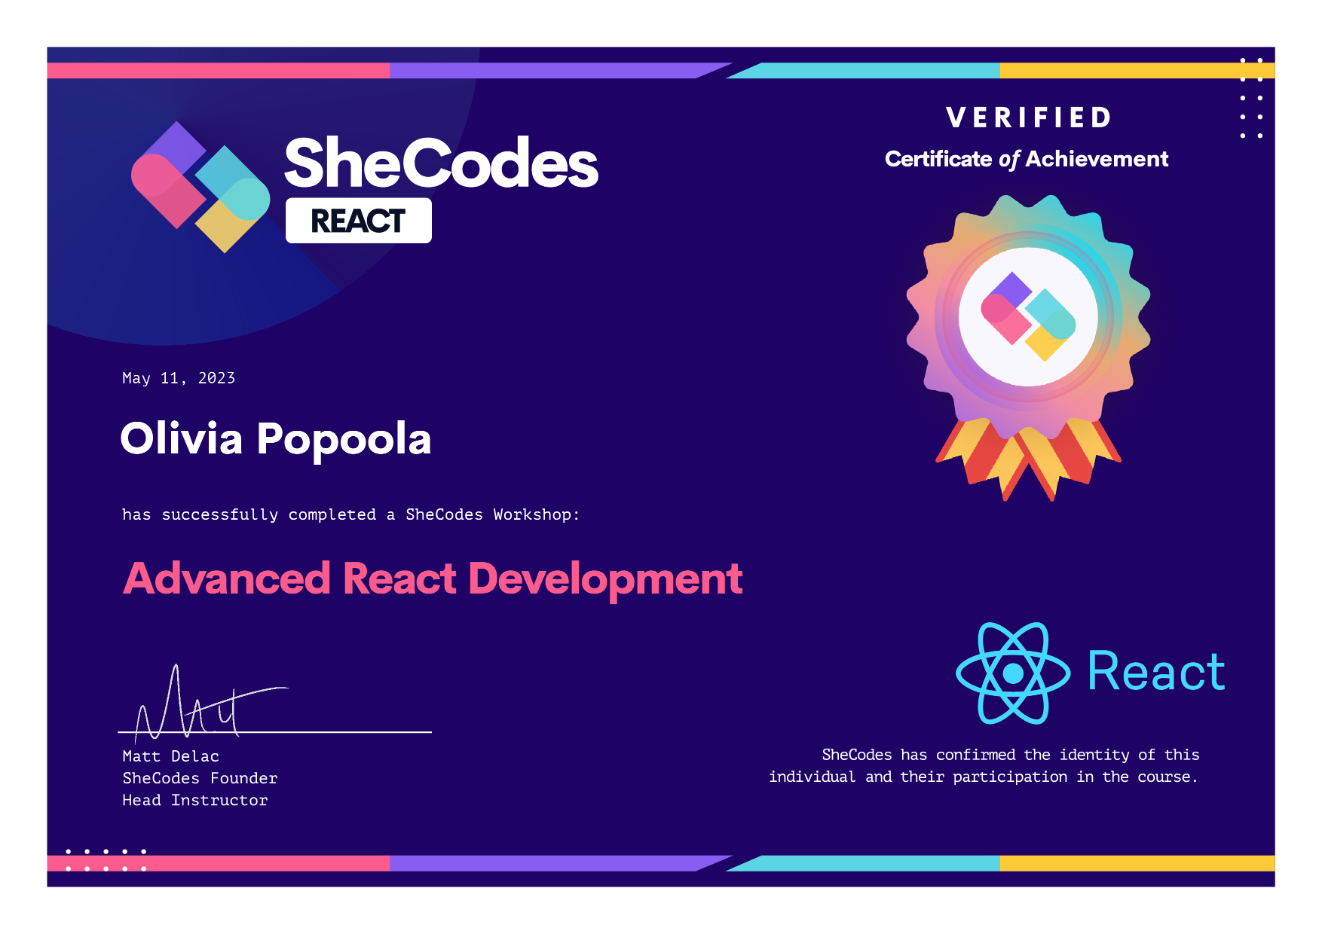 SheCodes
REACT
VERIFIED
Certificate of Achievement
May 11, 2023
Olivia Popoola
has successfully completed a SheCodes Workshop:
Advanced React Development
Matt
Matt Delac
SheCodes Founder
Head Instructor
React
SheCodes has confirmed the identity of this
individual and their participation in the course.